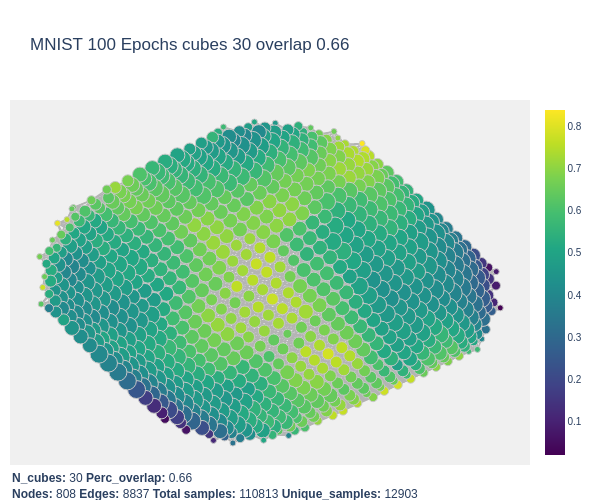 MNIST 100 Epochs cubes 30 overlap 0.66
0.8
0.7
0.6
0.5
0.4
0.3
0.2
0.1
N_cubes: 30 Perc_overlap: 0.66
Nodes: 808 Edges: 8837 Total samples: 110813 Unique_samples: 12903